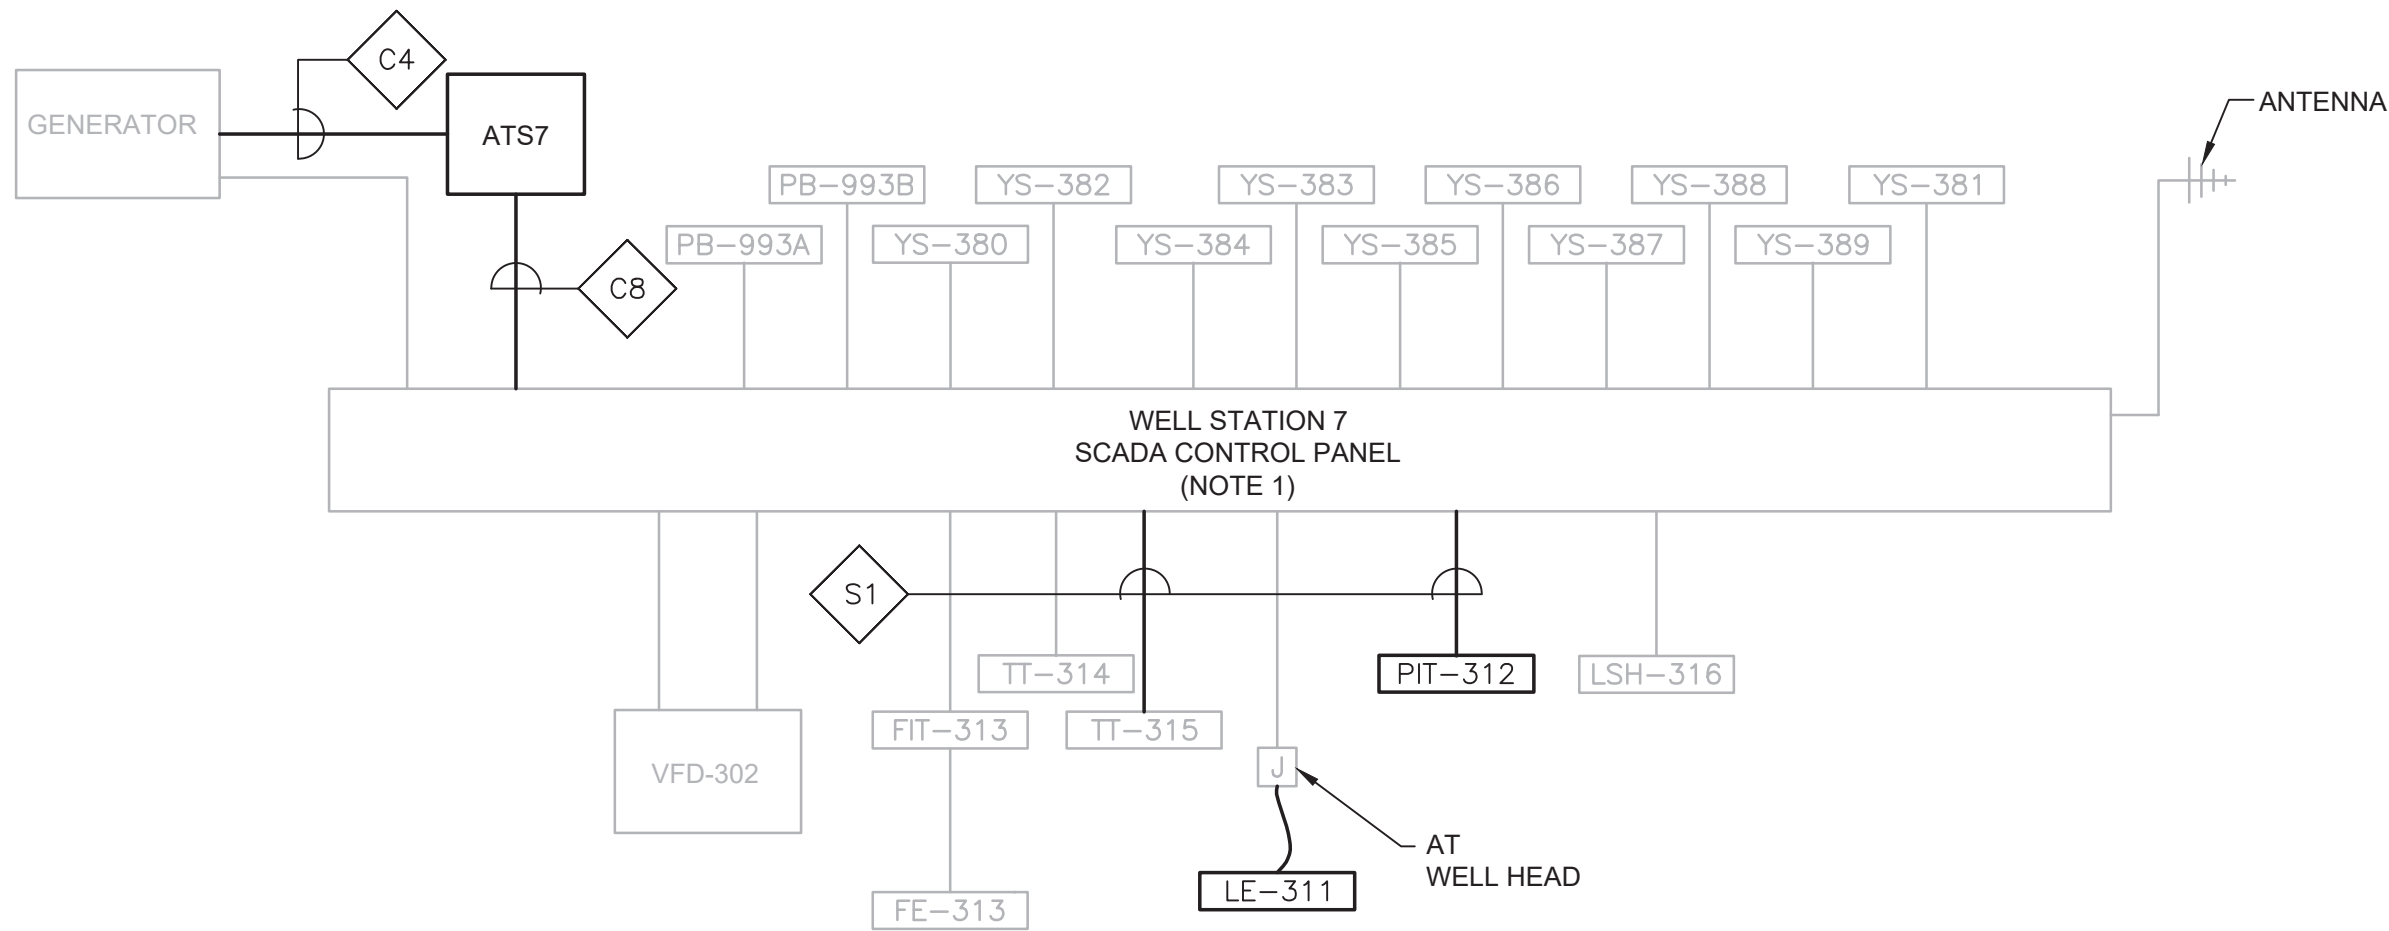 C4
GENERATOR
ATS7
ANTENNA
PB-993B
YS-382
YS-383
YS-386
YS-388
YS-381
PB-993A
YS-380
YS-384
YS-385
YS-387
YS-389
C8
WELL STATION 7
SCADA CONTROL PANEL
(NOTE 1)
S1
TT-314
PIT-312
LSH-316
FIT-313
TT-315
VFD-302
J
AT
WELL HEAD
LE-311
FE-313